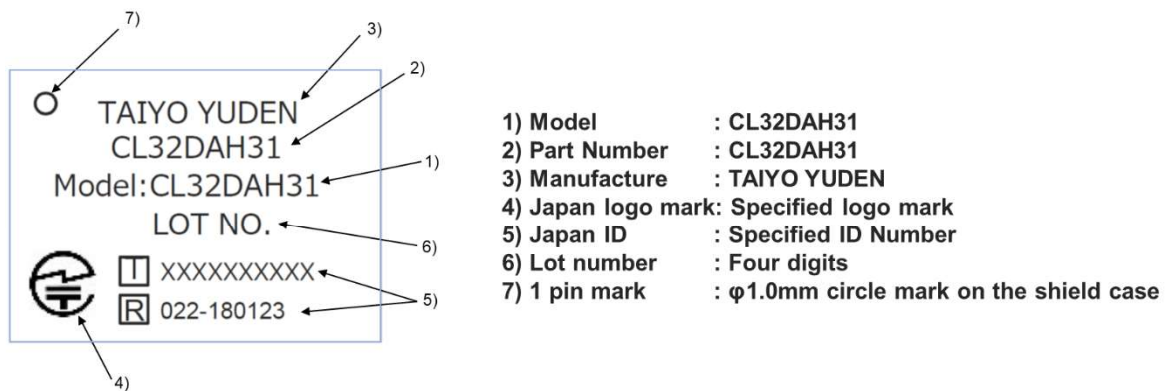 7)
3)
2)
TAIYO YUDEN
CL32DAH31
1)
Model:CL32DAH31
LOT NO.
6)
T XXXXXXXXXX
5)
R 022-180123
4)
1) Model : CL32DAH31
2) Part Number : CL32DAH31
3) Manufacture : TAIYO YUDEN
4) Japan logo mark: Specified logo mark
5) Japan ID : Specified ID Number
6) Lot number : Four digits
7) 1 pin mark : φ1.0mm circle mark on the shield case